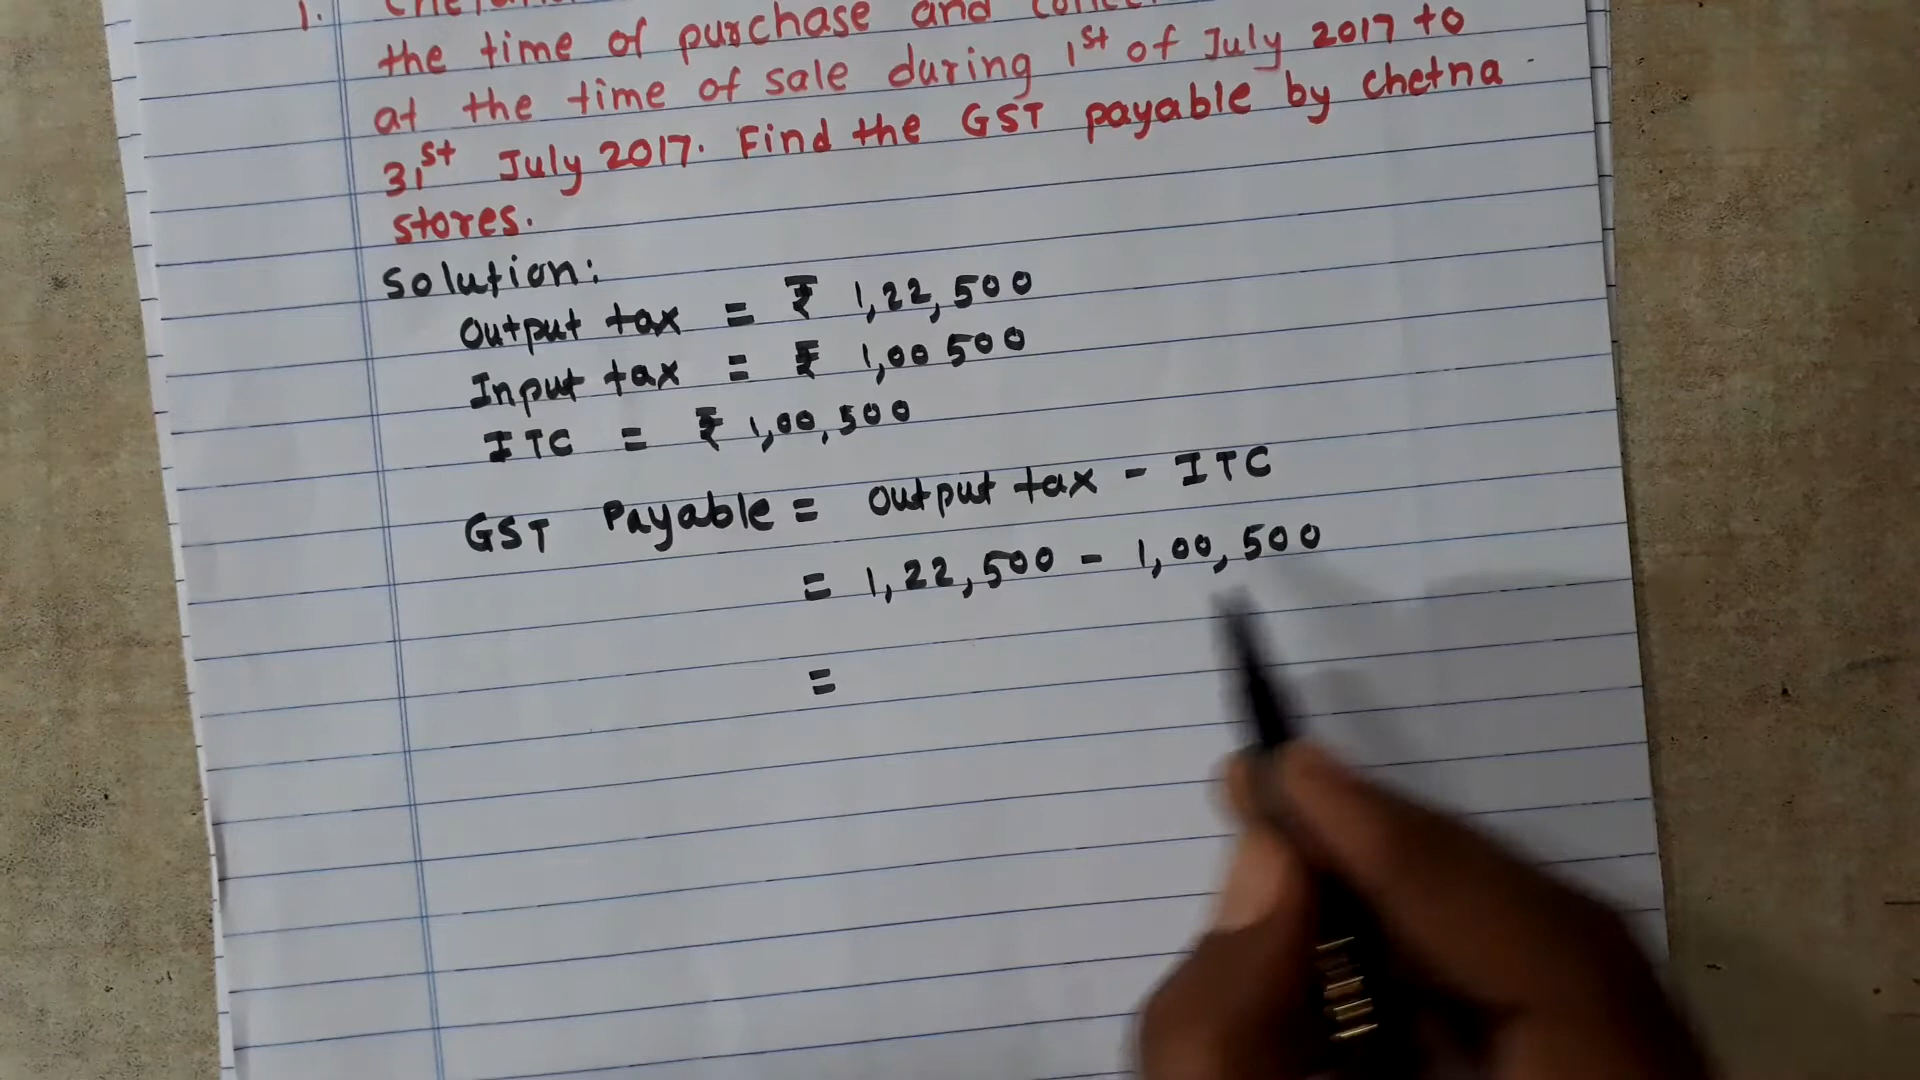 1.
the time of purchase and
at the time of sale during 1st of July 2017 to
31st July 2017. Find the GST payable by chetna
stores.
Solution:
Output tax = ₹ 1,22,500
Input tax = ₹ 1,00 500
ITC = ₹ 1,00,500
GST Payable = output tax - ITC
= 1,22,500 - 1,00,500
=